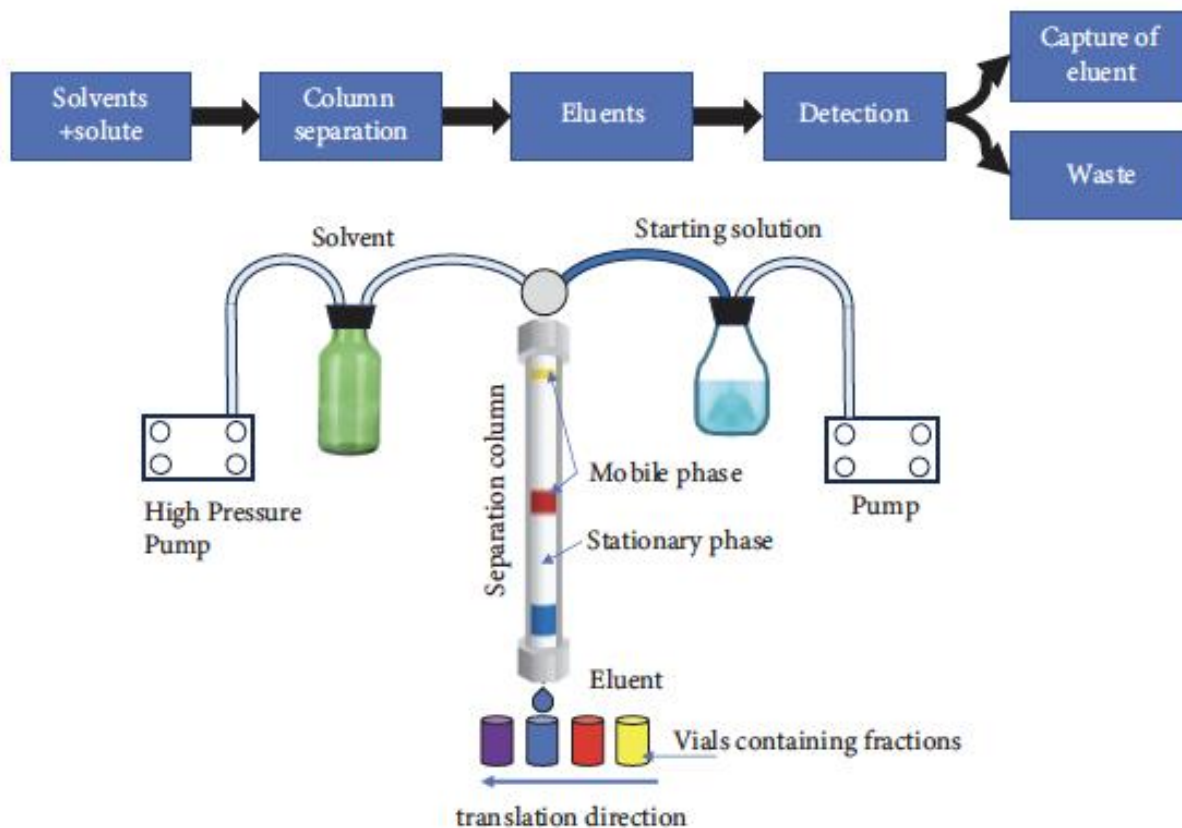 Capture of
eluent
Solvents
+solute
Column
separation
Eluents
Detection
Waste
Solvent
Starting solution
Separation column
Mobile phase
High Pressure
Pump
Pump
Stationary phase
Eluent
Vials containing fractions
translation direction